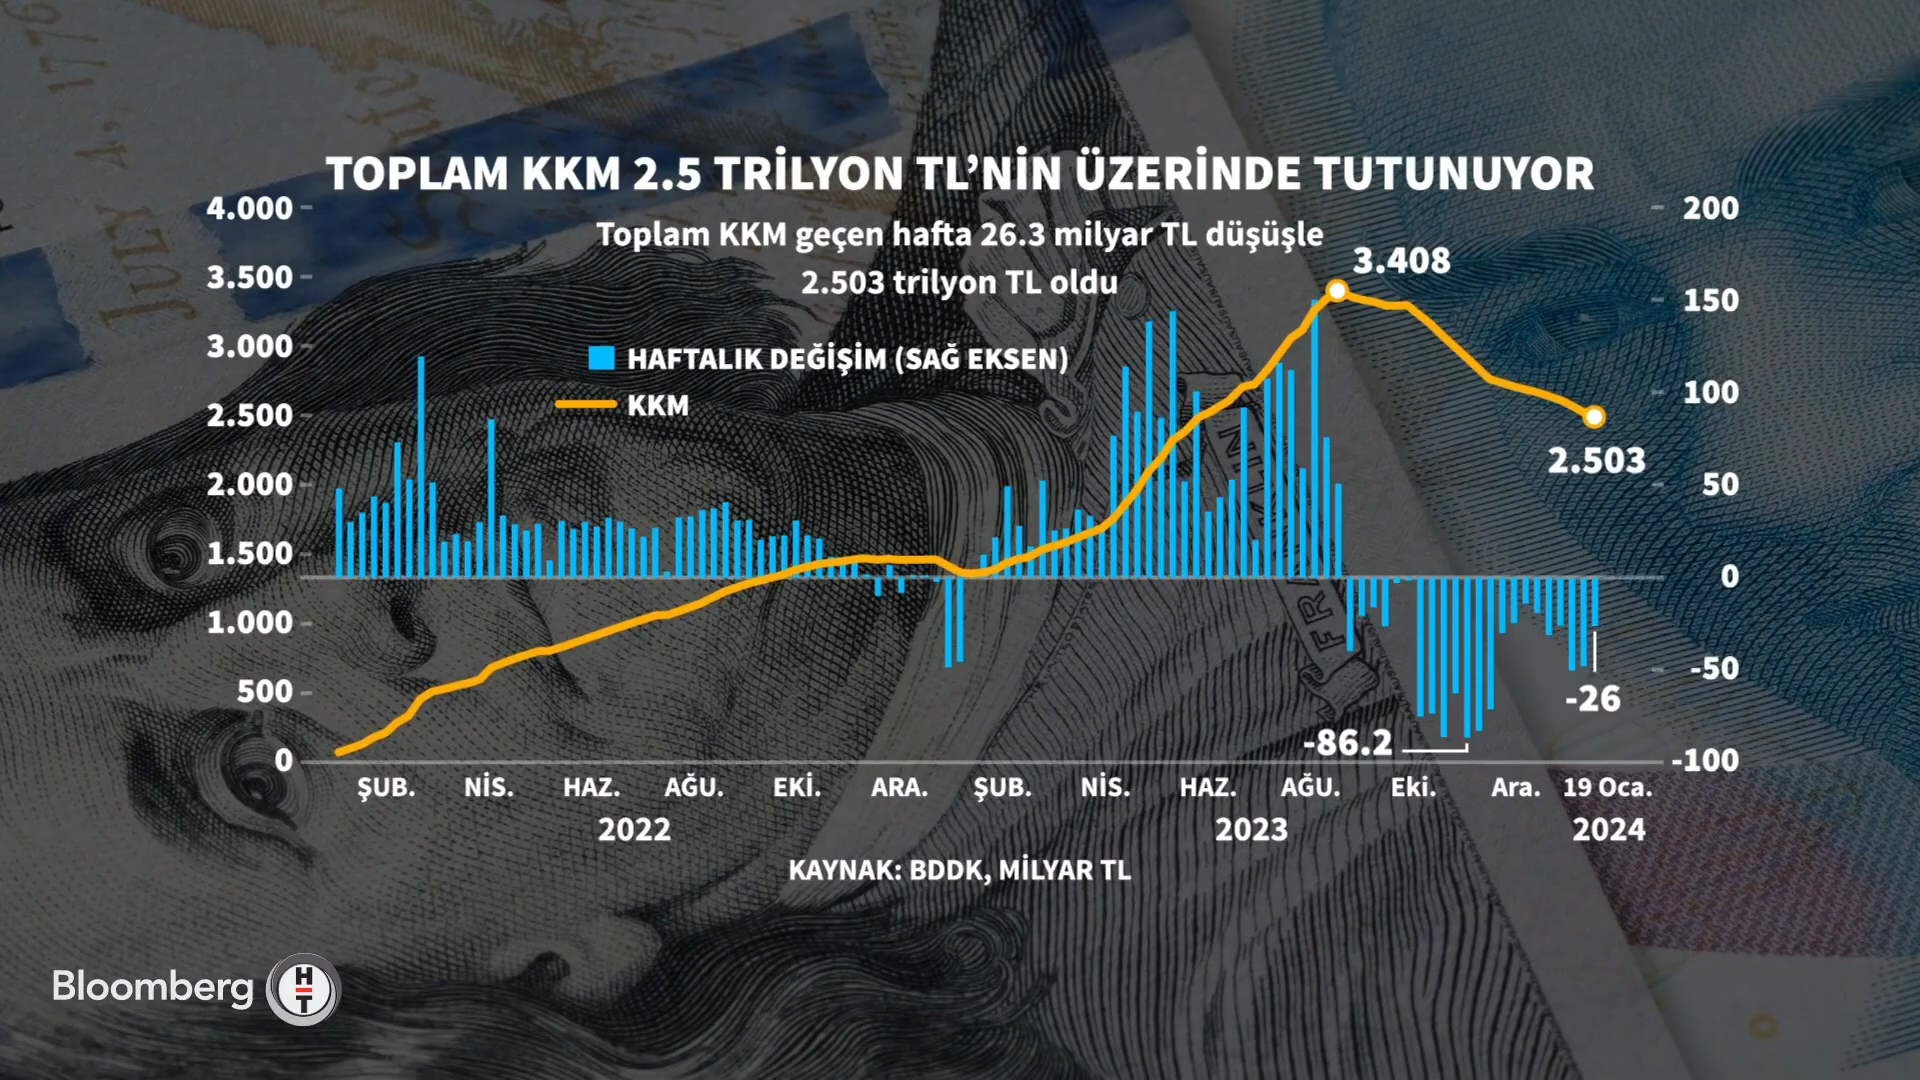 TOPLAM KKM 2.5 TRİLYON TL’NİN ÜZERİNDE TUTUNUYOR
Toplam KKM geçen hafta 26.3 milyar TL düşüşle
2.503 trilyon TL oldu
HAFTALIK DEĞİŞİM (SAĞ EKSEN)
KKM
4.000
3.500
3.000
2.500
2.000
1.500
1.000
500
0
200
150
100
50
0
-50
-100
3.408
2.503
-26
-86.2
ŞUB. NİS. HAZ. AĞU. EKİ. ARA. ŞUB. NİS. HAZ. AĞU. Eki. Ara. 19 Oca.
2022 2023 2024
KAYNAK: BDDK, MİLYAR TL
Bloomberg HT
JULY 4, 1776